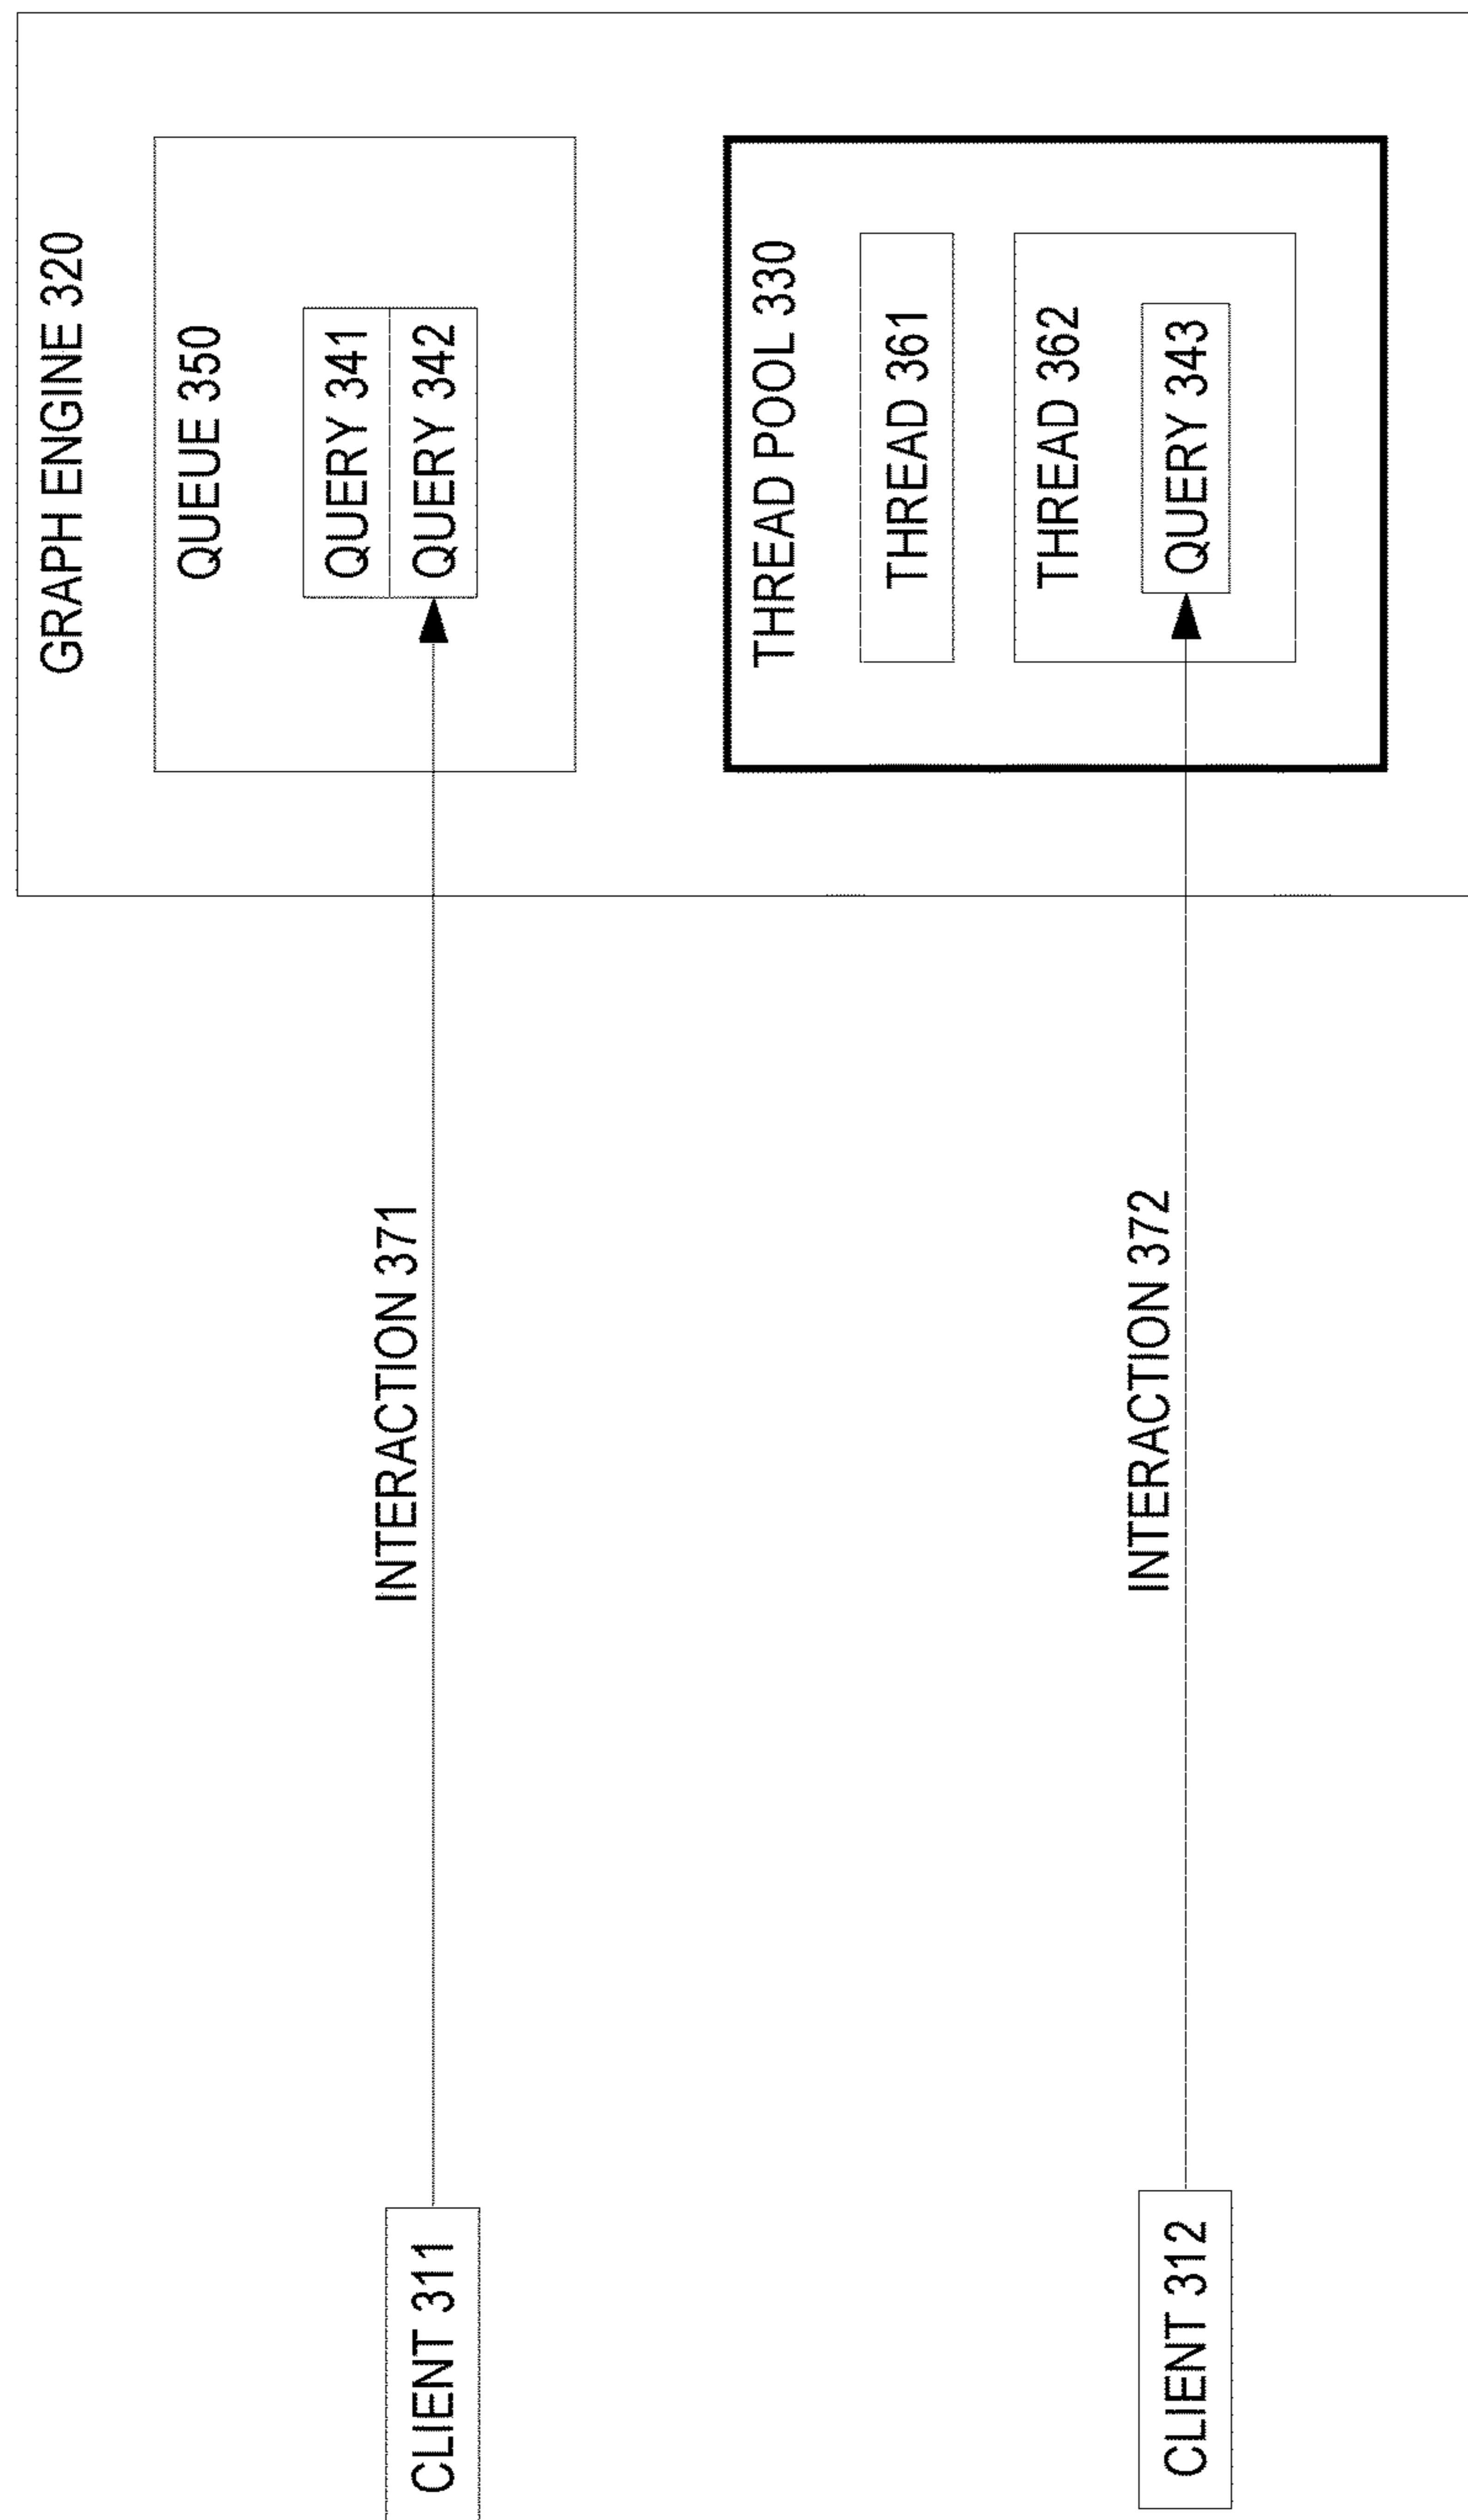 GRAPH ENGINE 320
QUEUE 350
QUERY 341
QUERY 342
THREAD POOL 330
THREAD 361
THREAD 362
QUERY 343
INTERACTION 371
INTERACTION 372
CLIENT 311
CLIENT 312